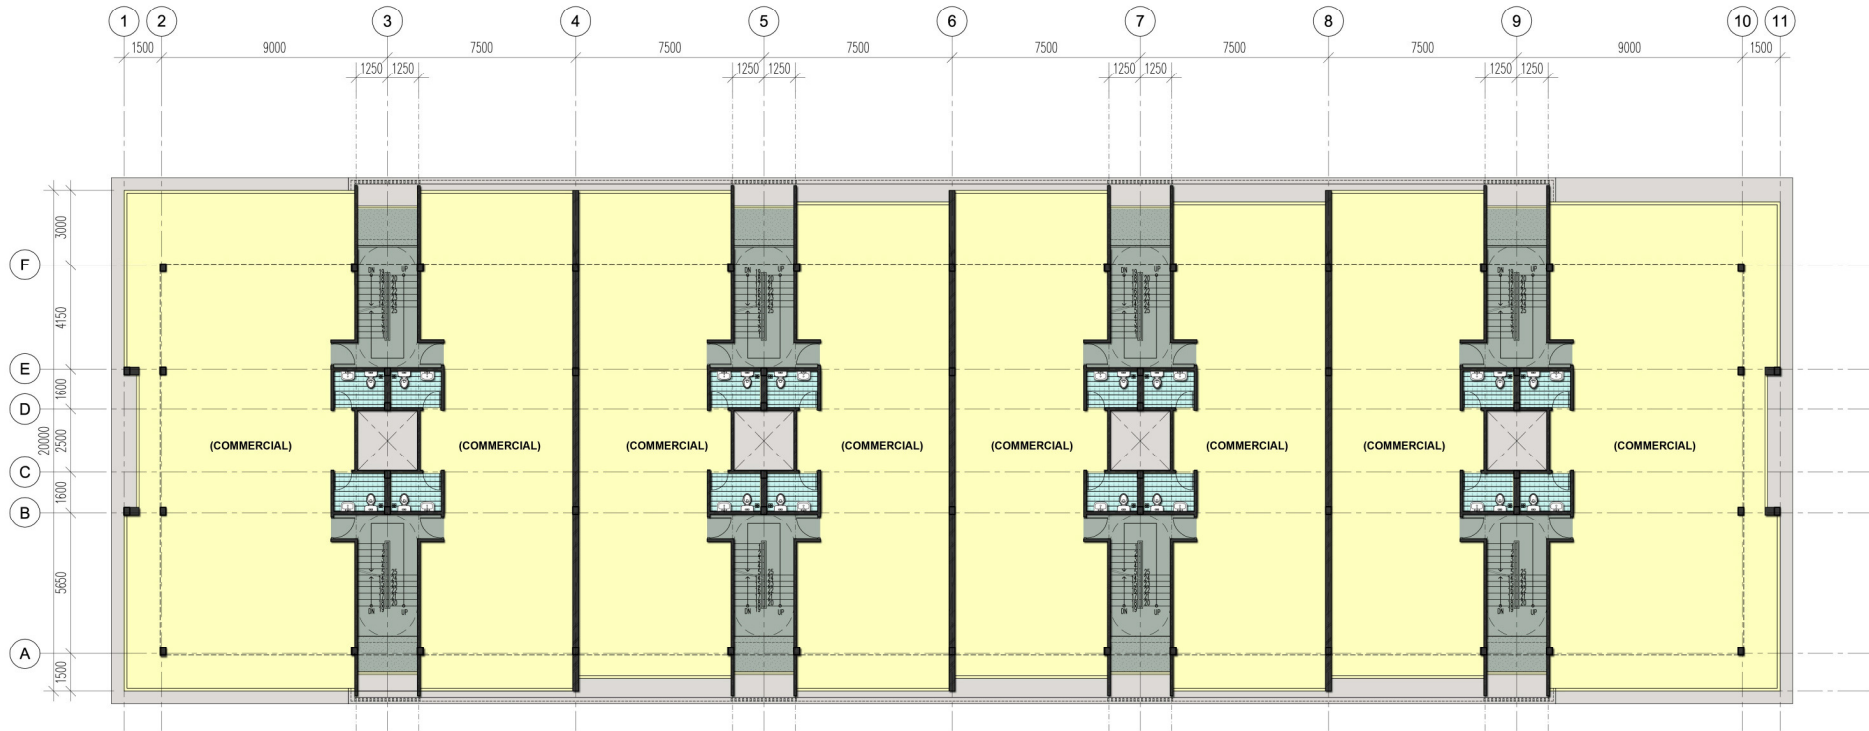 1 2 3 4 5 6 7 8 9 10 11
1500 9000 7500 7500 7500 7500 7500 7500 9000 1500
1250 1250 1250 1250 1250 1250 1250 1250
3000
F
DN UP DN UP DN UP DN UP
4150
E
1600
D
20000
2500
(COMMERCIAL) (COMMERCIAL) (COMMERCIAL) (COMMERCIAL) (COMMERCIAL) (COMMERCIAL) (COMMERCIAL) (COMMERCIAL)
C
1600
B
5650
DN UP DN UP DN UP DN UP
A
1500